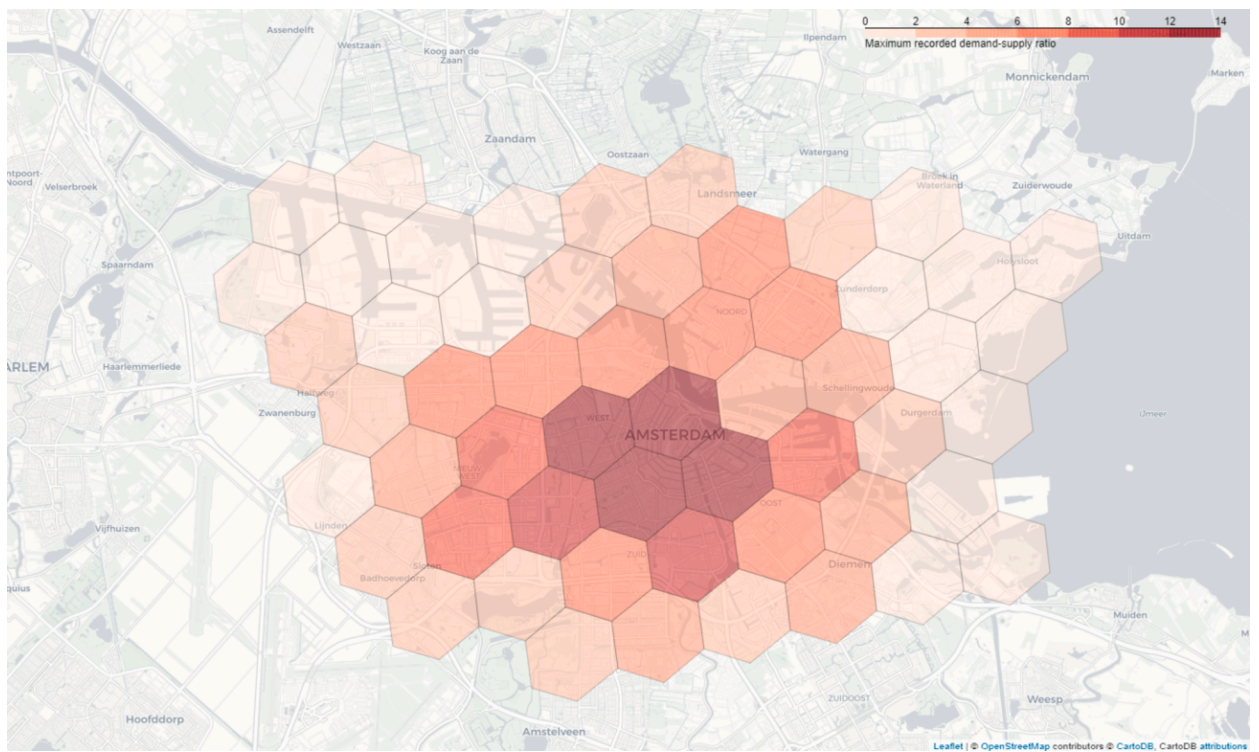 0 2 4 6 8 10 12 14
Maximum recorded demand-supply ratio
Assendelft
Westzaan
Koog aan de
Zaan
Ilpendam
Monnickendam
Marken
Zaandam
Oostzaan
Watergang
ntpoort-
Noord
Velserbroek
Landsmeer
Broek in
Waterland
Zuiderwoude
Uitdam
Spaarndam
Holysloot
Zunderdorp
NOORD
ARLEM
Haarlemmerliede
Halfweg
Zwanenburg
Schellingwoude
Durgerdam
IJmeer
WEST
AMSTERDAM
NIEUW
WEST
OOST
Lijnden
Vijfhuizen
ZUID
Sloten
Badhoevedorp
Diemen
quius
Muiden
M
Hoofddorp
ZUIDOOST
Weesp
Amstelveen
Leaflet | © OpenStreetMap contributors © CartoDB, CartoDB attributions